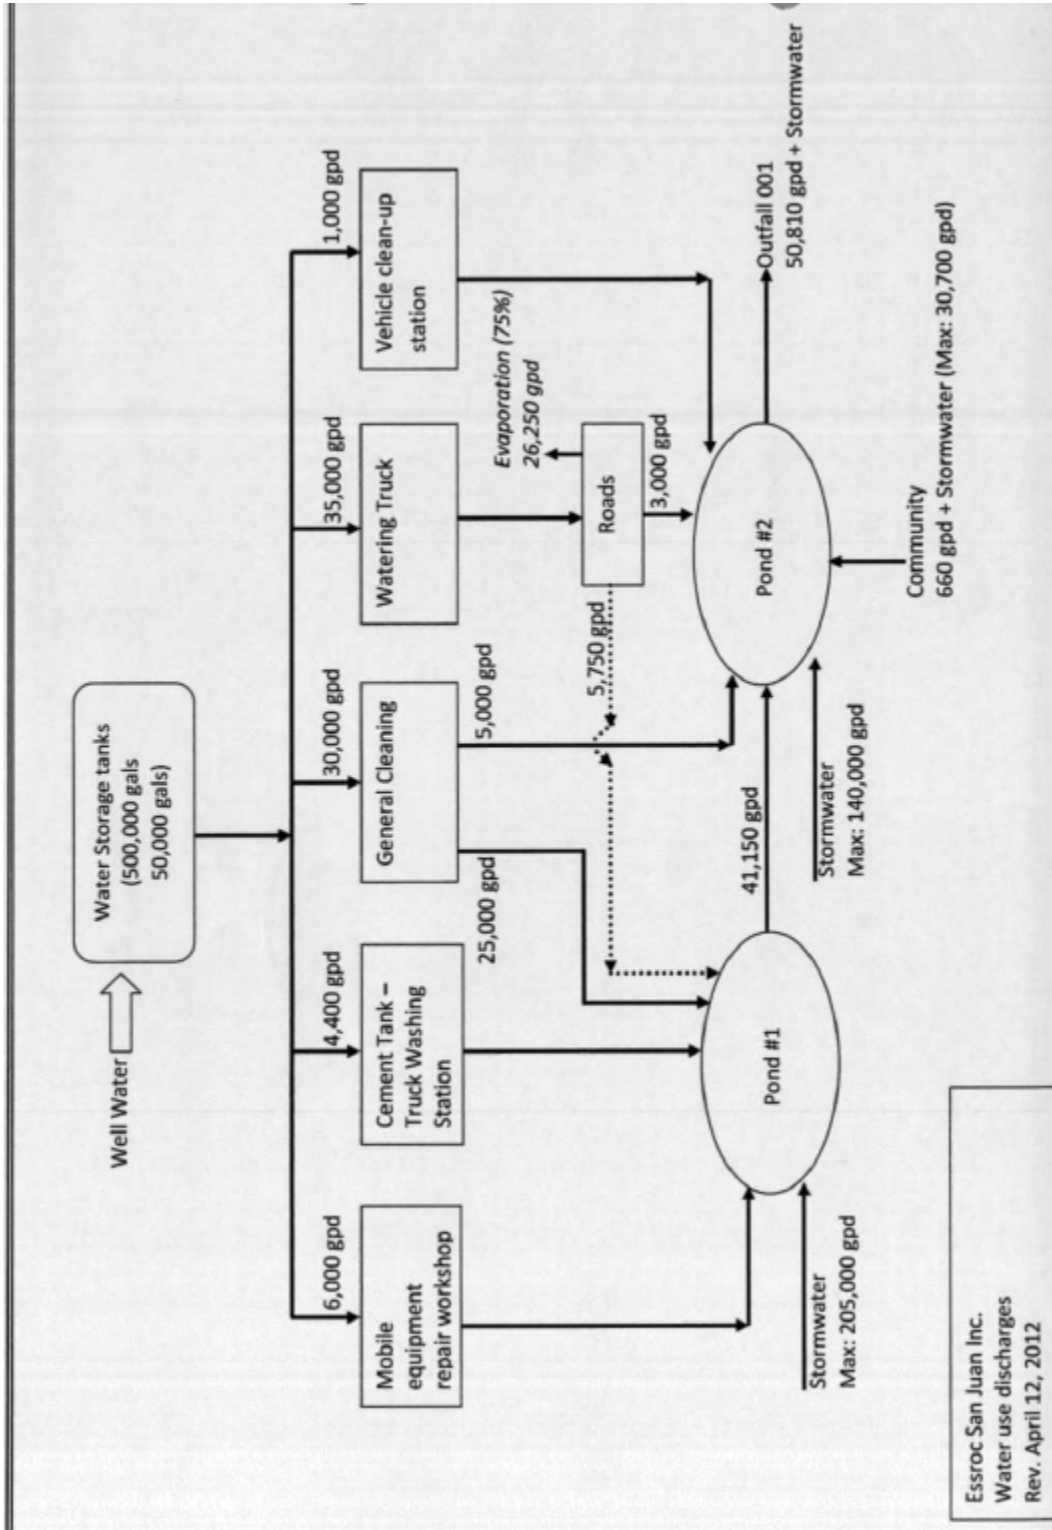 Well Water
Water Storage tanks
(500,000 gals
50,000 gals)
6,000 gpd
4,400 gpd
30,000 gpd
35,000 gpd
1,000 gpd
Mobile
equipment
repair workshop
Cement Tank –
Truck Washing
Station
General Cleaning
Watering Truck
Vehicle clean-up
station
25,000 gpd
5,000 gpd
Evaporation (75%)
26,250 gpd
5,750 gpd
Roads
3,000 gpd
Pond #1
41,150 gpd
Pond #2
Outfall 001
50,810 gpd + Stormwater
Stormwater
Max: 205,000 gpd
Stormwater
Max: 140,000 gpd
Community
660 gpd + Stormwater (Max: 30,700 gpd)
Essroc San Juan Inc.
Water use discharges
Rev. April 12, 2012